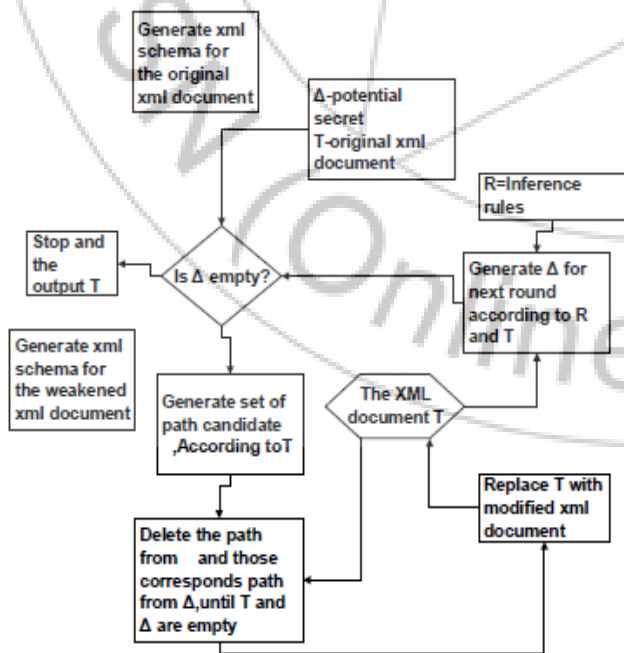 Generate xml
schema for
the original
xml document
Δ-potential
secret
T-original xml
document
R=Inference
rules
Stop and
the
output T
Is Δ empty?
Generate Δ for
next round
according to R
and T
Generate xml
schema for
the weakened
xml document
Generate set of
path candidate
,According toT
The XML
document T
Replace T with
modified xml
document
Delete the path
from and those
corresponds path
from Δ,until T and
Δ are empty
SN (Online